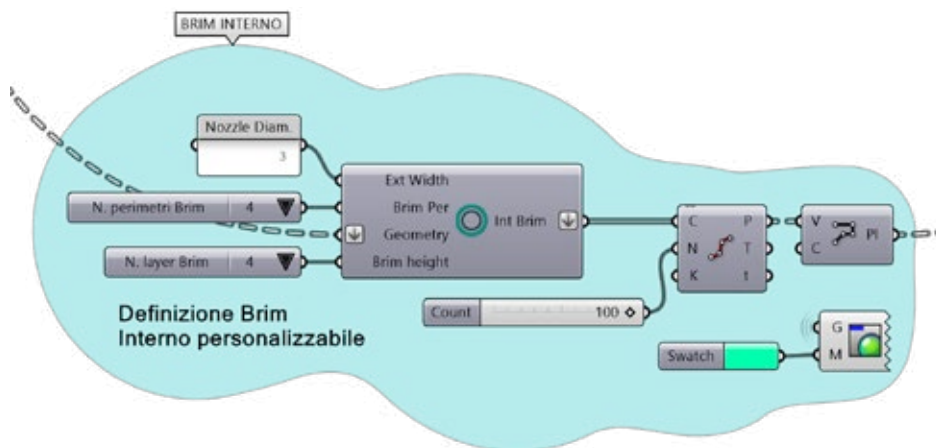 BRIM INTERNO
Nozzle Diam.
3
N. perimetri Brim 4
N. layer Brim 4
Ext Width
Brim Per
Geometry
Brim height
Int Brim
Definizione Brim
Interno personalizzabile
Count 100
C P
N T
K t
V Pl
C
Swatch
G
M